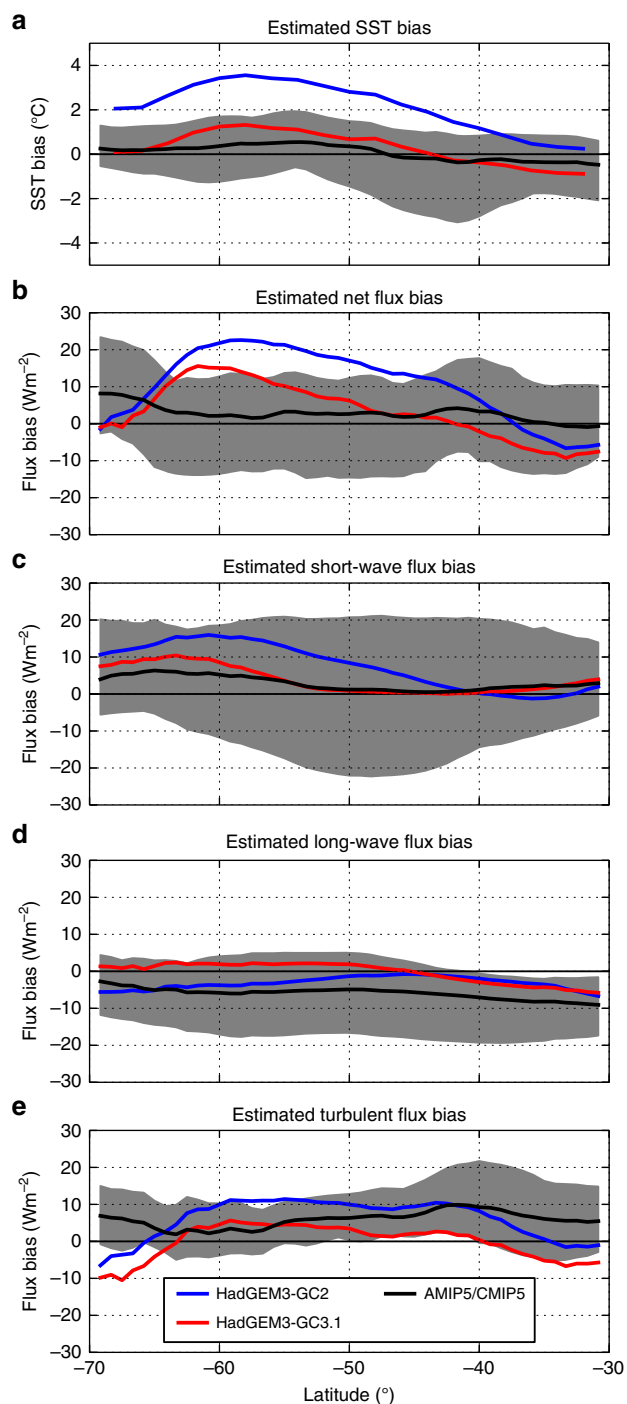 a
Estimated SST bias
4
2
0
−2
−4
SST bias (°C)
b
Estimated net flux bias
30
20
10
0
−10
−20
−30
Flux bias (Wm−2)
c
Estimated short-wave flux bias
30
20
10
0
−10
−20
−30
Flux bias (Wm−2)
d
Estimated long-wave flux bias
30
20
10
0
−10
−20
−30
Flux bias (Wm−2)
e
Estimated turbulent flux bias
30
20
10
0
−10
−20
−30
Flux bias (Wm−2)
HadGEM3-GC2
AMIP5/CMIP5
HadGEM3-GC3.1
−70 −60 −50 −40 −30
Latitude (°)